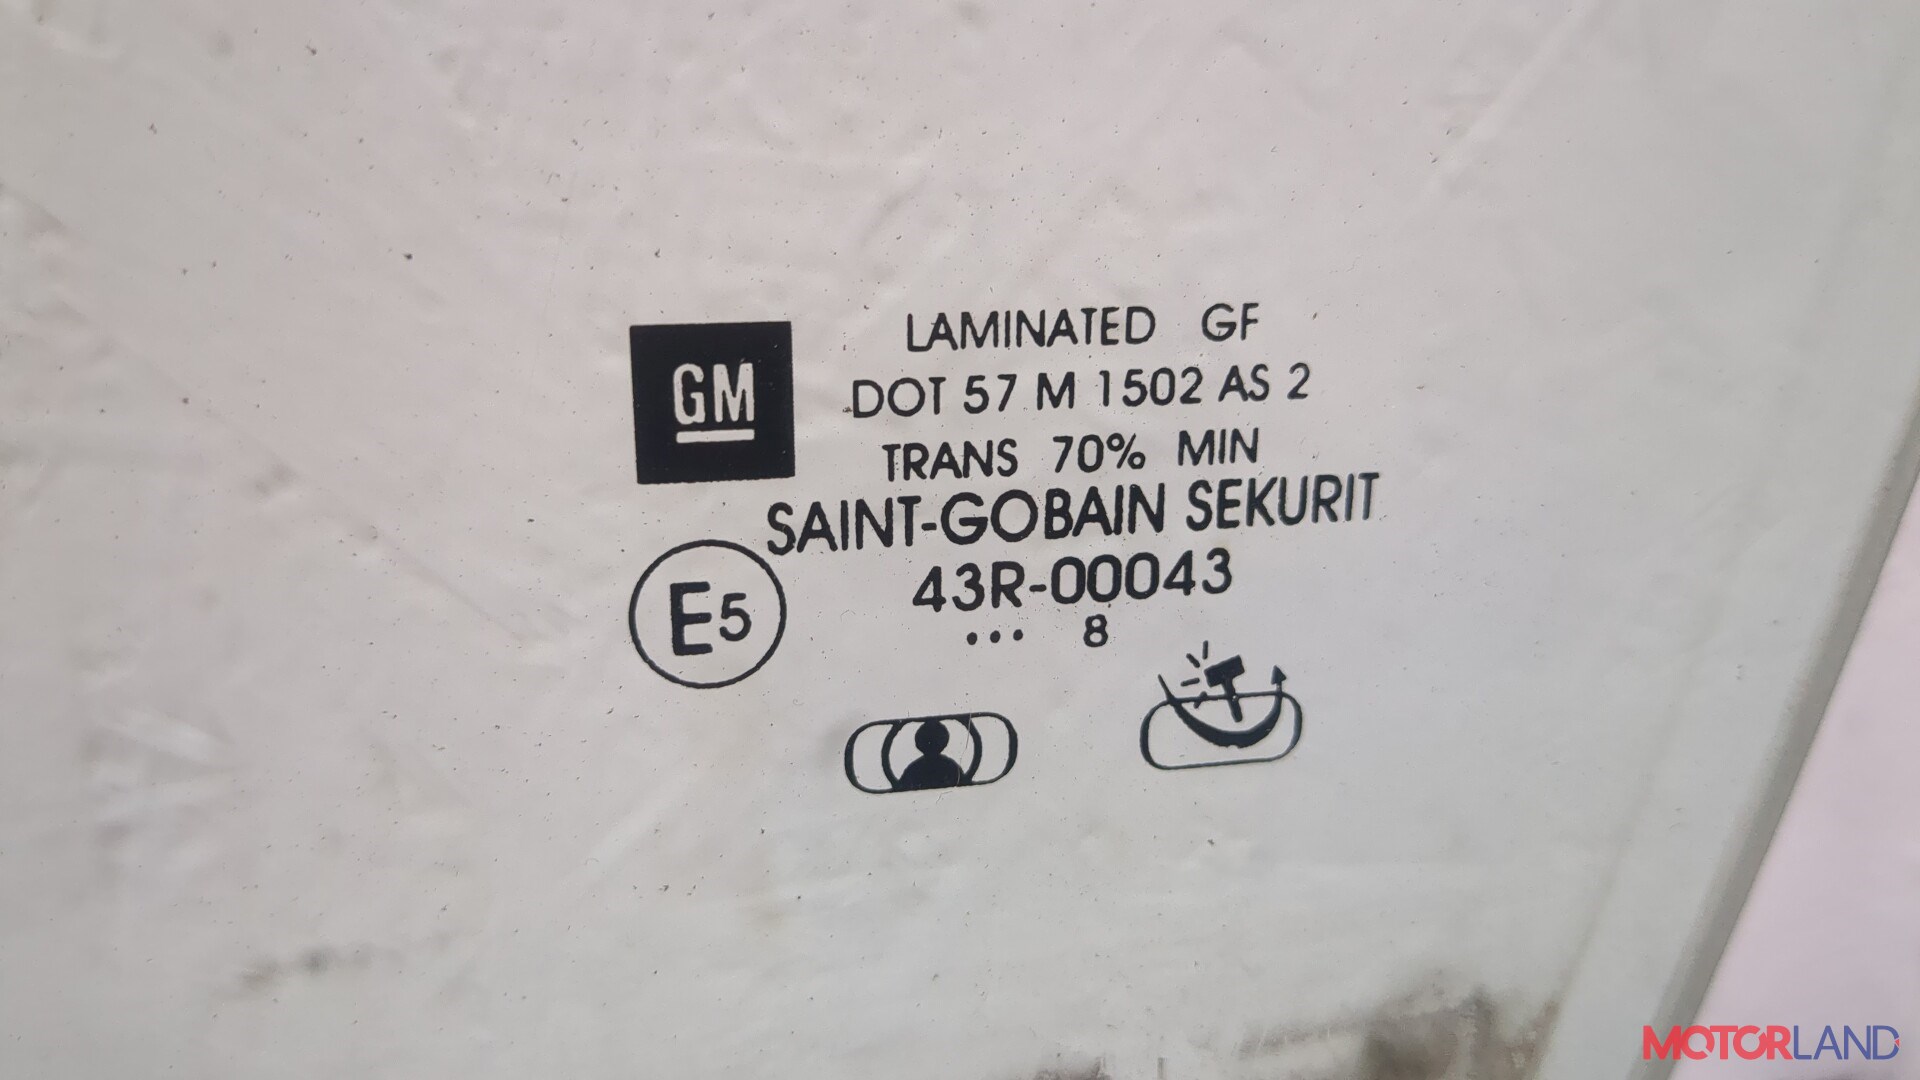 GM
LAMINATED GF
DOT 57 M 1502 AS 2
TRANS 70% MIN
SAINT-GOBAIN SEKURIT
E5
43R-00043
... 8
MOTORLAND